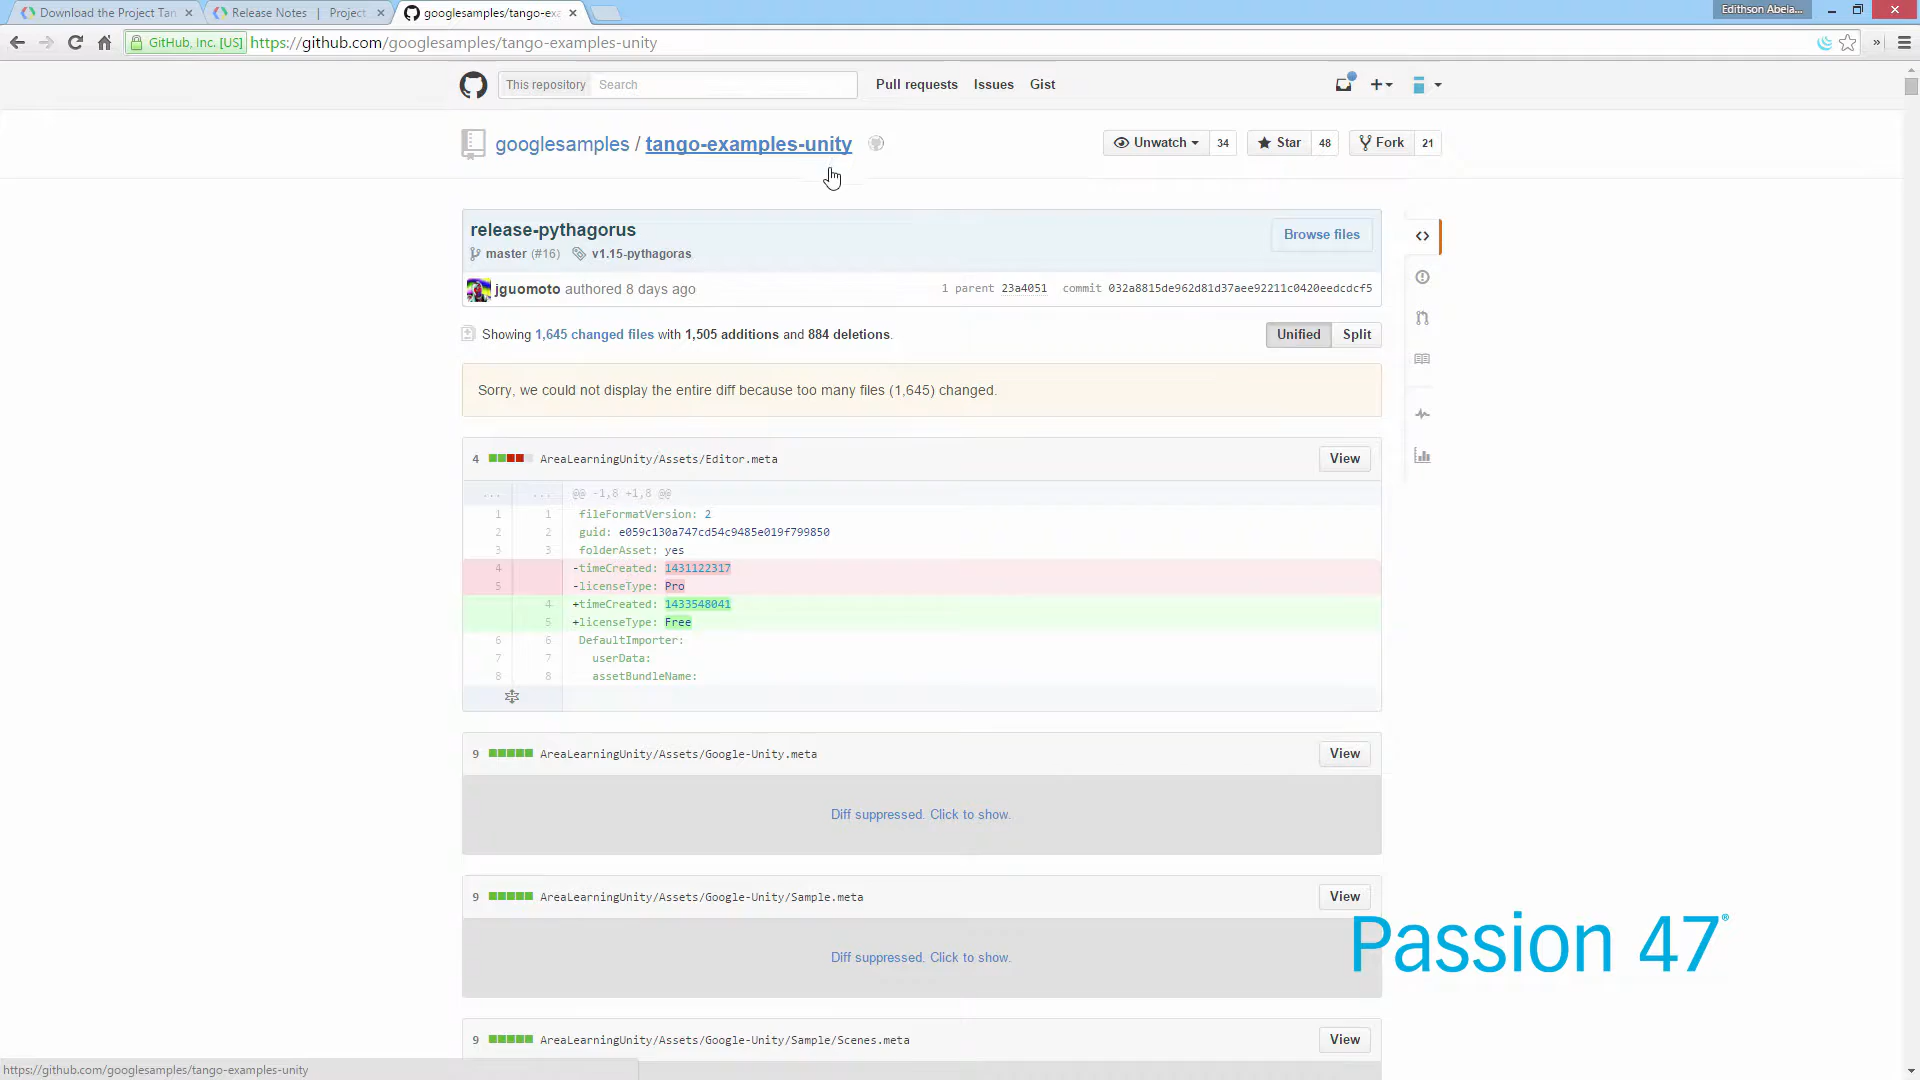 Download the Project Tan
Release Notes | Project
googlesamples/tango-exa
Edithson Abela...
GitHub, Inc. [US]
https://github.com/googlesamples/tango-examples-unity
This repository
Search
Pull requests
Issues
Gist
googlesamples / tango-examples-unity
Unwatch 34
Star 48
Fork 21
release-pythagorus
Browse files
master (#16) v1.15-pythagoras
jguomoto authored 8 days ago
1 parent 23a4051 commit 032a8815de962d81d37aee92211c0420eedcdcf5
Showing 1,645 changed files with 1,505 additions and 884 deletions.
Unified Split
Sorry, we could not display the entire diff because too many files (1,645) changed.
4 AreaLearningUnity/Assets/Editor.meta View
... ... @@ -1,8 +1,8 @@
1 1 fileFormatVersion: 2
2 2 guid: e059c130a747cd54c9485e019f799850
3 3 folderAsset: yes
4 -timeCreated: 1431122317
5 -licenseType: Pro
4 +timeCreated: 1433548041
5 +licenseType: Free
6 6 DefaultImporter:
7 7 userData:
8 8 assetBundleName:
9 AreaLearningUnity/Assets/Google-Unity.meta View
Diff suppressed. Click to show.
9 AreaLearningUnity/Assets/Google-Unity/Sample.meta View
Diff suppressed. Click to show.
Passion 47®
9 AreaLearningUnity/Assets/Google-Unity/Sample/Scenes.meta View
https://github.com/googlesamples/tango-examples-unity